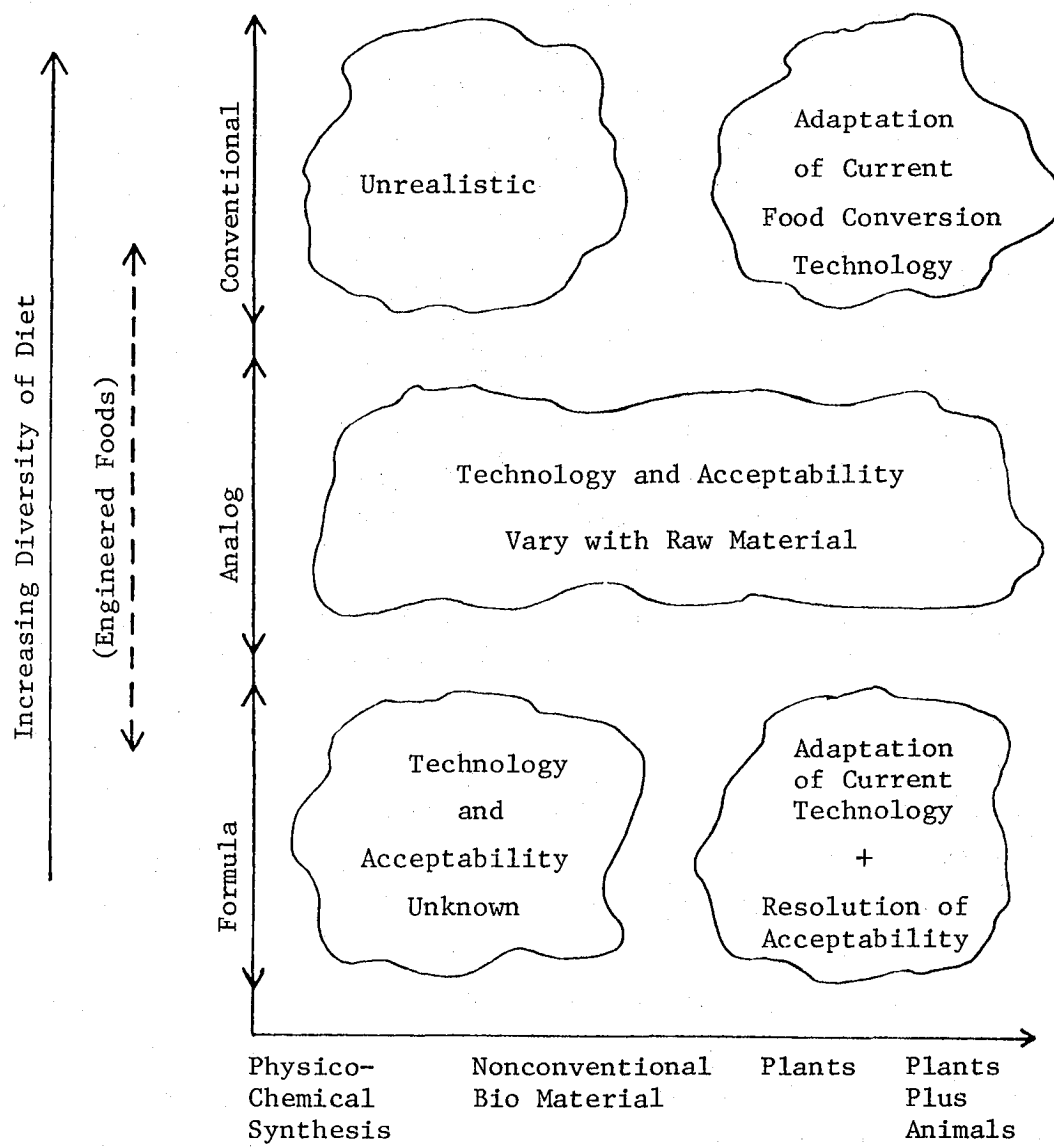 Increasing Diversity of Diet
(Engineered Foods)
Conventional
Unrealistic
Adaptation
of Current
Food Conversion
Technology
Analog
Technology and Acceptability
Vary with Raw Material
Formula
Technology
and
Acceptability
Unknown
Adaptation
of Current
Technology
+
Resolution of
Acceptability
Physico-
Chemical
Synthesis
Nonconventional
Bio Material
Plants
Plants
Plus
Animals